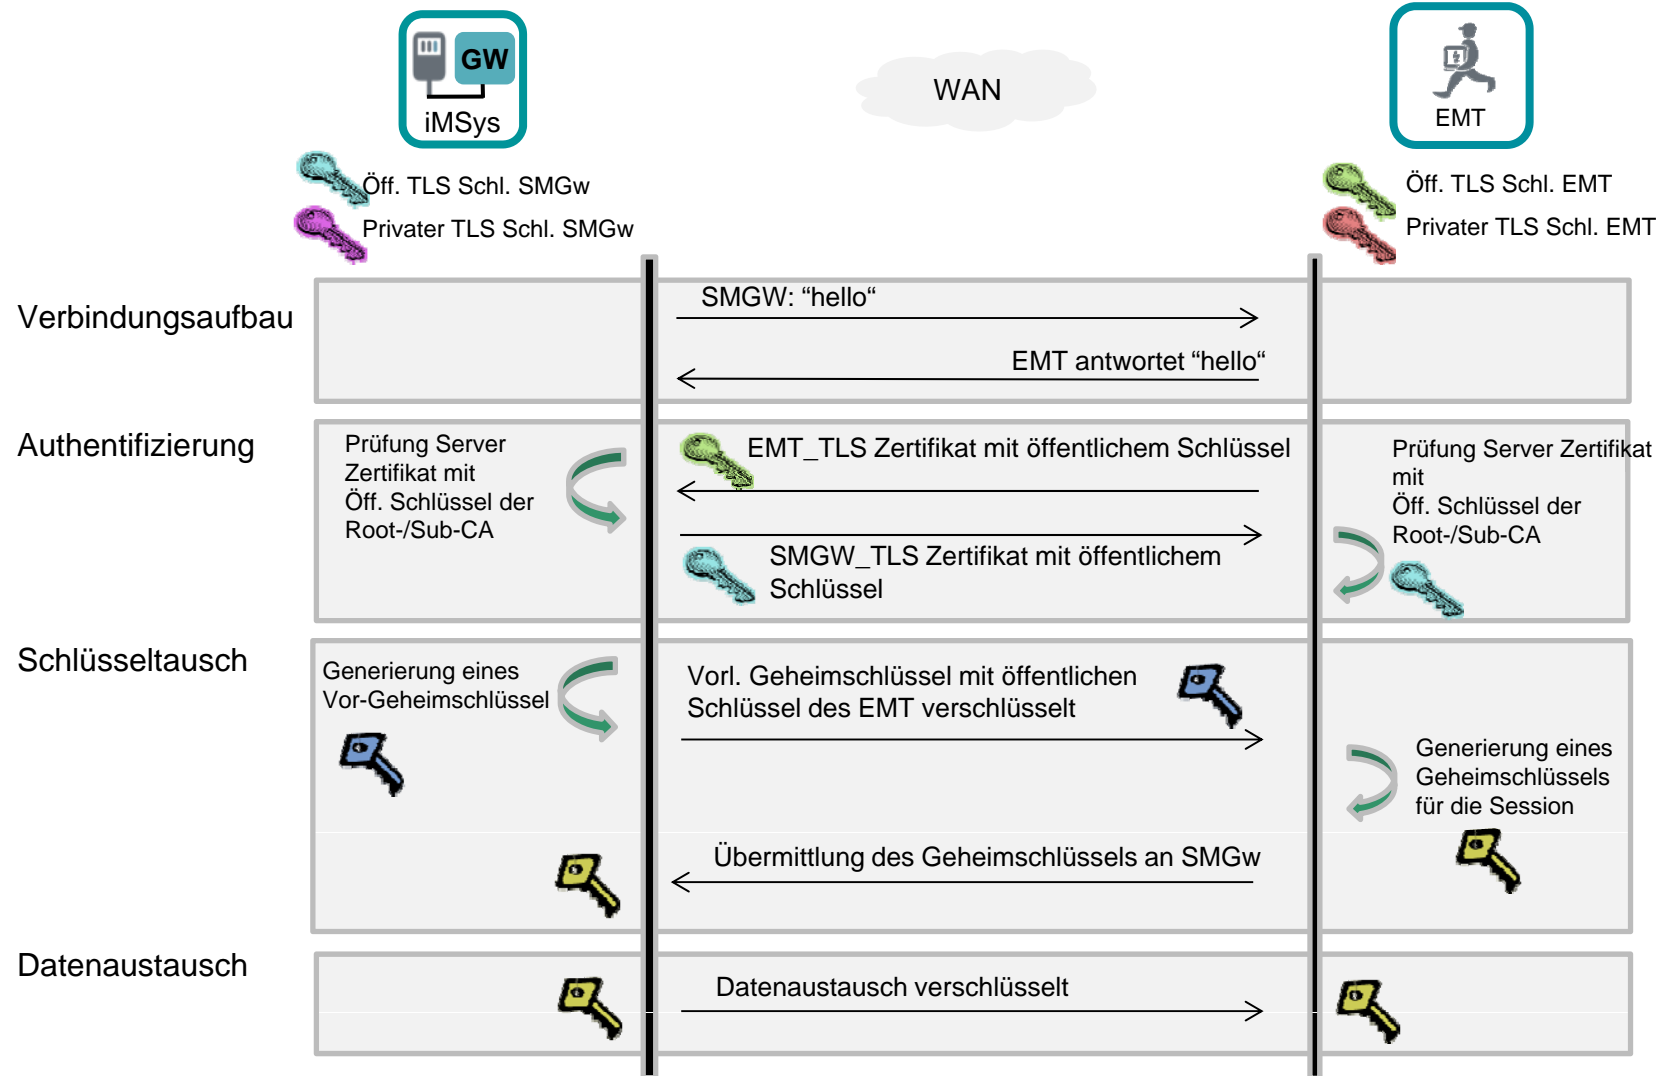 GW
iMSys
WAN
EMT
Öff. TLS Schl. SMGw
Privater TLS Schl. SMGw
Öff. TLS Schl. EMT
Privater TLS Schl. EMT
Verbindungsaufbau
SMGW: “hello“
EMT antwortet “hello“
Authentifizierung
Prüfung Server
Zertifikat mit
Öff. Schlüssel der
Root-/Sub-CA
EMT_TLS Zertifikat mit öffentlichem Schlüssel
SMGW_TLS Zertifikat mit öffentlichem
Schlüssel
Prüfung Server Zertifikat
mit
Öff. Schlüssel der
Root-/Sub-CA
Schlüsseltausch
Generierung eines
Vor-Geheimschlüssel
Vorl. Geheimschlüssel mit öffentlichen
Schlüssel des EMT verschlüsselt
Generierung eines
Geheimschlüssels
für die Session
Übermittlung des Geheimschlüssels an SMGw
Datenaustausch
Datenaustausch verschlüsselt